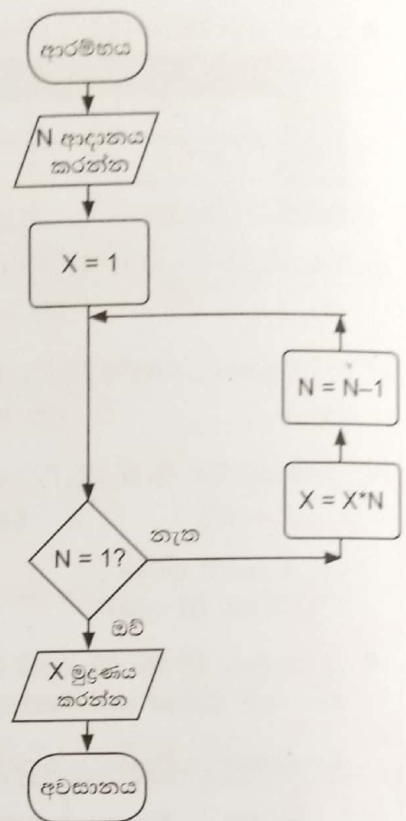 ආරම්භය
N ආදානය
කරන්න
X = 1
N = N–1
X = X*N
නැත
N = 1?
ඔව්
X මුද්‍රණය
කරන්න
අවසානය